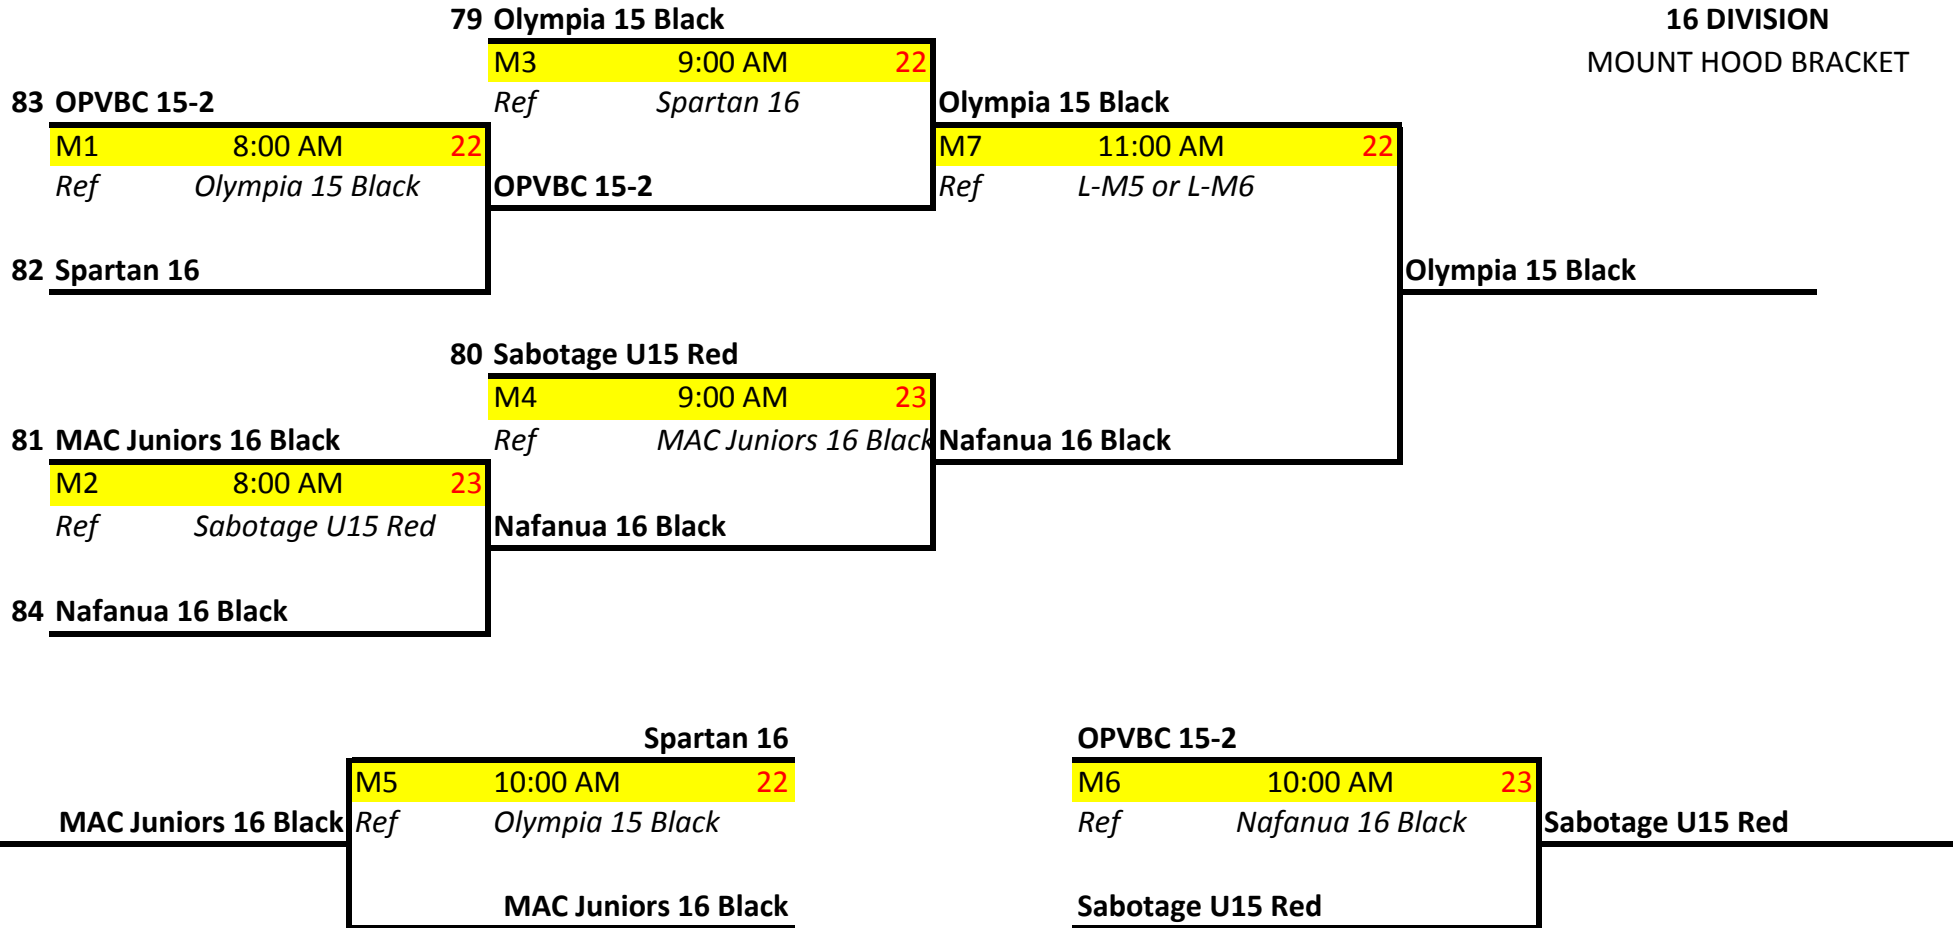 79 Olympia 15 Black 16 DIVISION
M3 9:00 AM 22 MOUNT HOOD BRACKET
83 OPVBC 15-2 Ref Spartan 16 Olympia 15 Black
M1 8:00 AM 22 M7 11:00 AM 22
Ref Olympia 15 Black OPVBC 15-2 Ref L-M5 or L-M6
82 Spartan 16 Olympia 15 Black
80 Sabotage U15 Red
M4 9:00 AM 23
81 MAC Juniors 16 Black Ref MAC Juniors 16 Black Nafanua 16 Black
M2 8:00 AM 23
Ref Sabotage U15 Red Nafanua 16 Black
84 Nafanua 16 Black
Spartan 16 OPVBC 15-2
M5 10:00 AM 22 M6 10:00 AM 23
MAC Juniors 16 Black Ref Olympia 15 Black Ref Nafanua 16 Black Sabotage U15 Red
MAC Juniors 16 Black Sabotage U15 Red